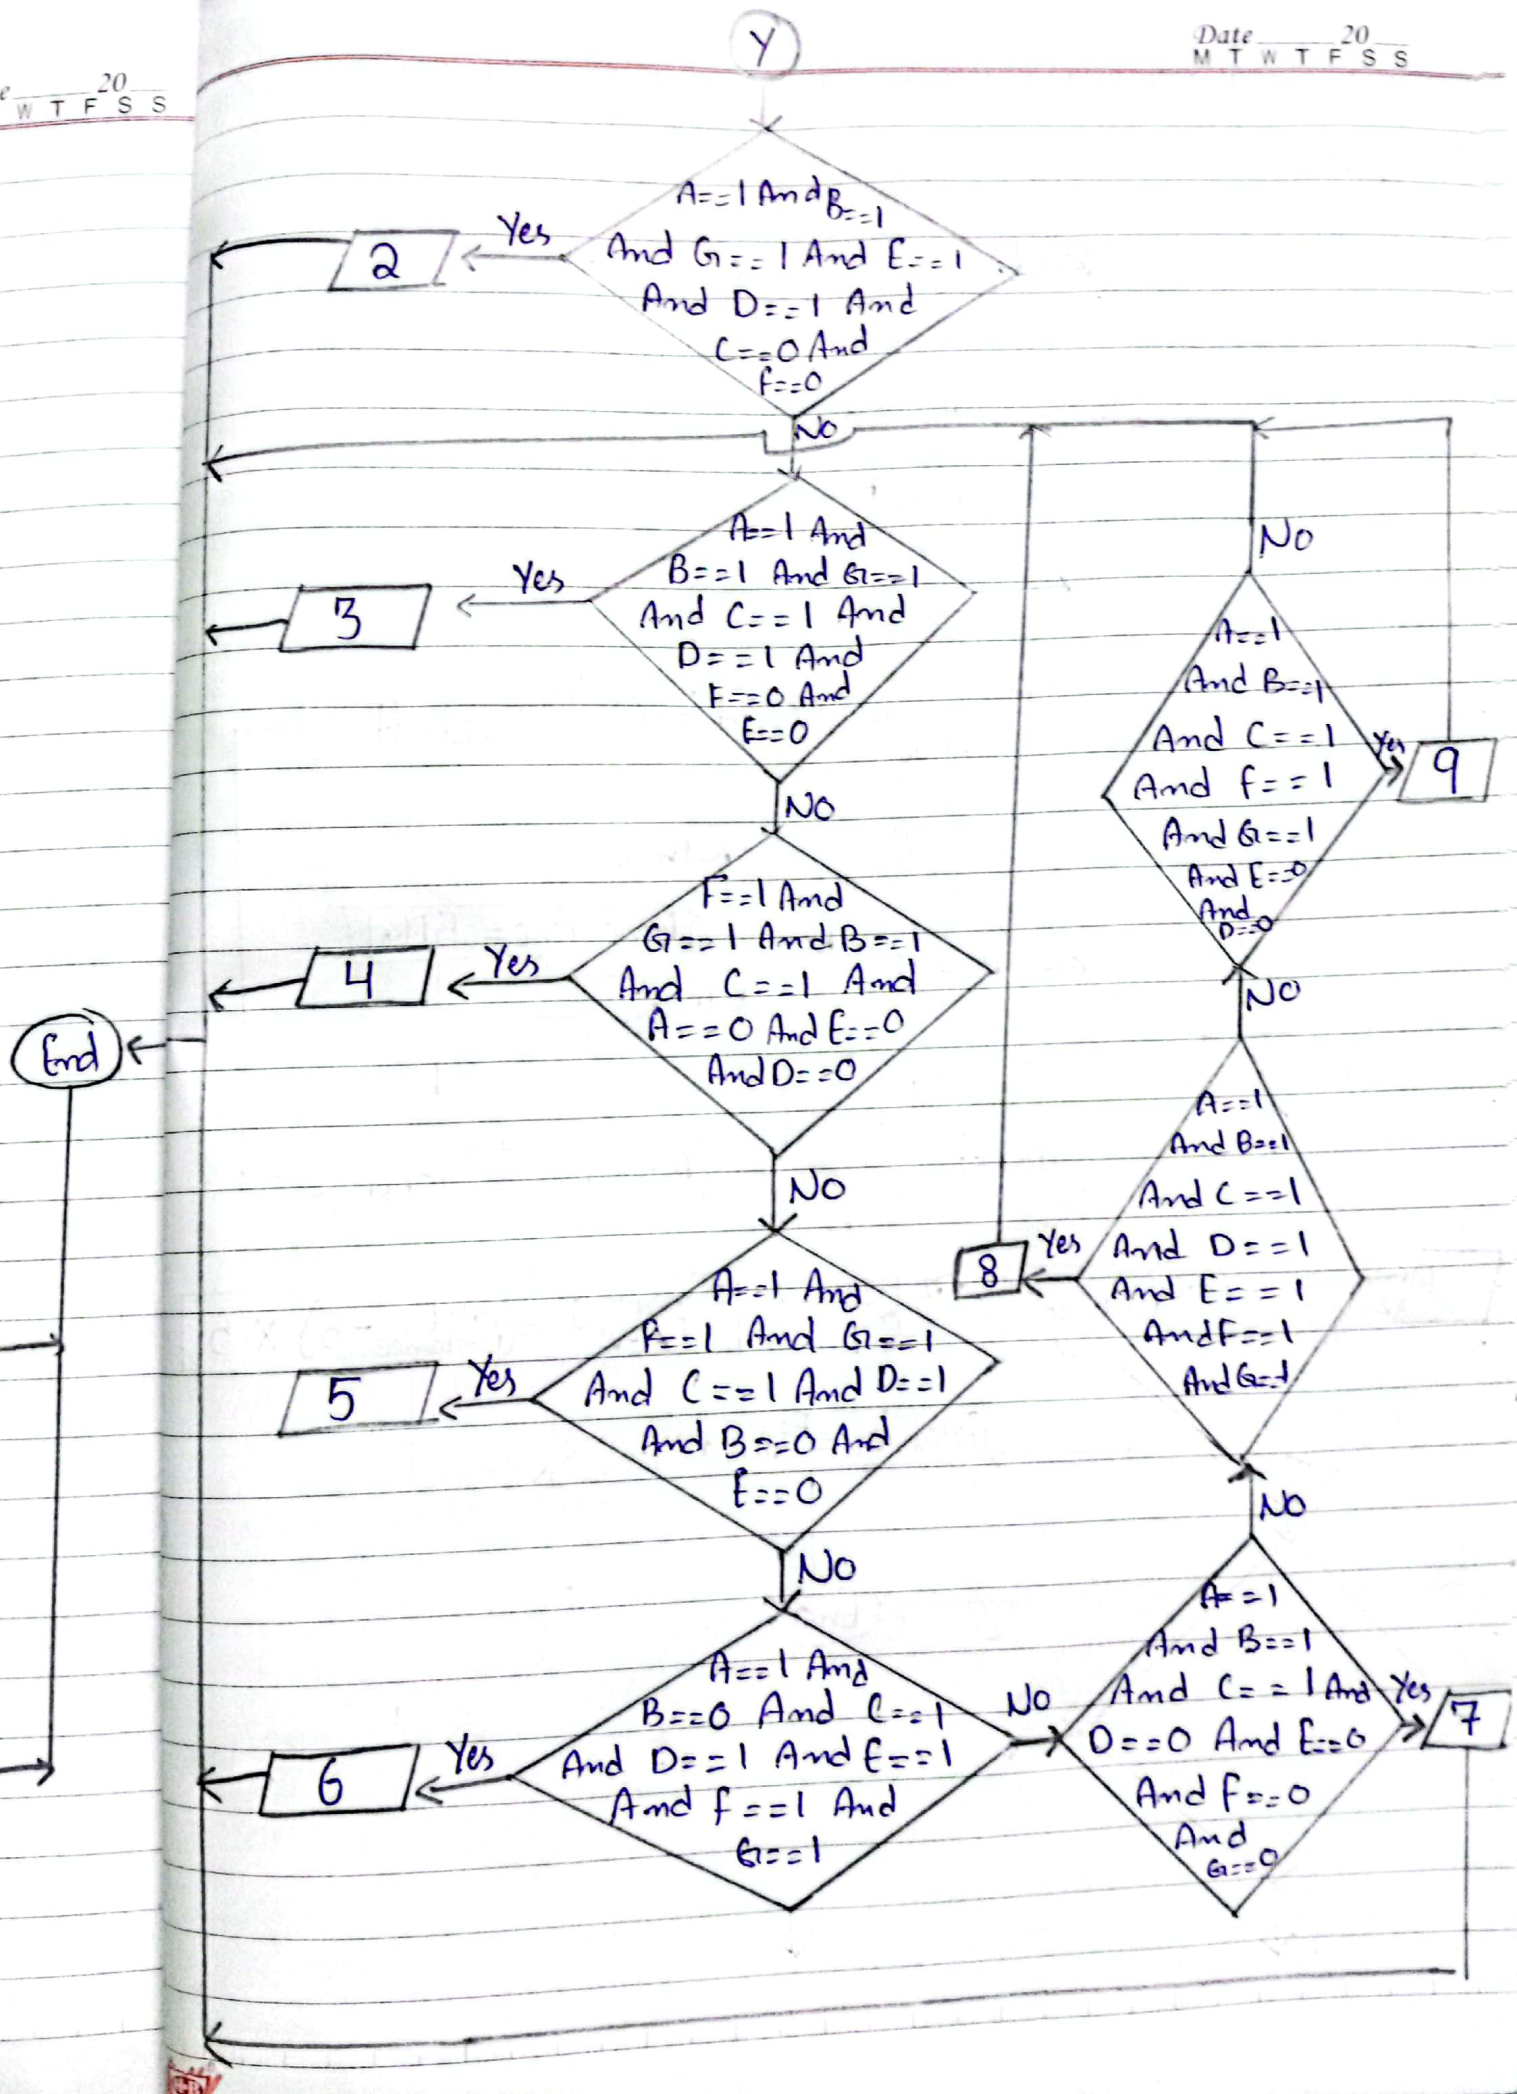 Y
Date 20
M T W T F S S
20
W T F S S
A==1 And B==1
And G==1 And E==1
And D==1 And
C==0 And
F==0
Yes
2
No
A==1 And
B==1 And G==1
And C==1 And
D==1 And
F==0 And
E==0
Yes
3
NO
F==1 And
G==1 And B==1
And C==1 And
A==0 And E==0
And D==0
Yes
4
End
NO
A==1 And
F==1 And G==1
And C==1 And D==1
And B==0 And
E==0
Yes
5
NO
A==1 And
B==0 And C==1
And D==1 And E==1
And F==1 And
G==1
Yes
6
NO
A==1
And B==1
And C==1 And
D==0 And E==0
And F==0
And
G==0
Yes
7
NO
A==1
And B==1
And C==1
And D==1
And E==1
And F==1
And G==1
Yes
8
NO
A==1
And B==1
And C==1
And F==1
And G==1
And E==0
And
D==0
Yes
9
NO